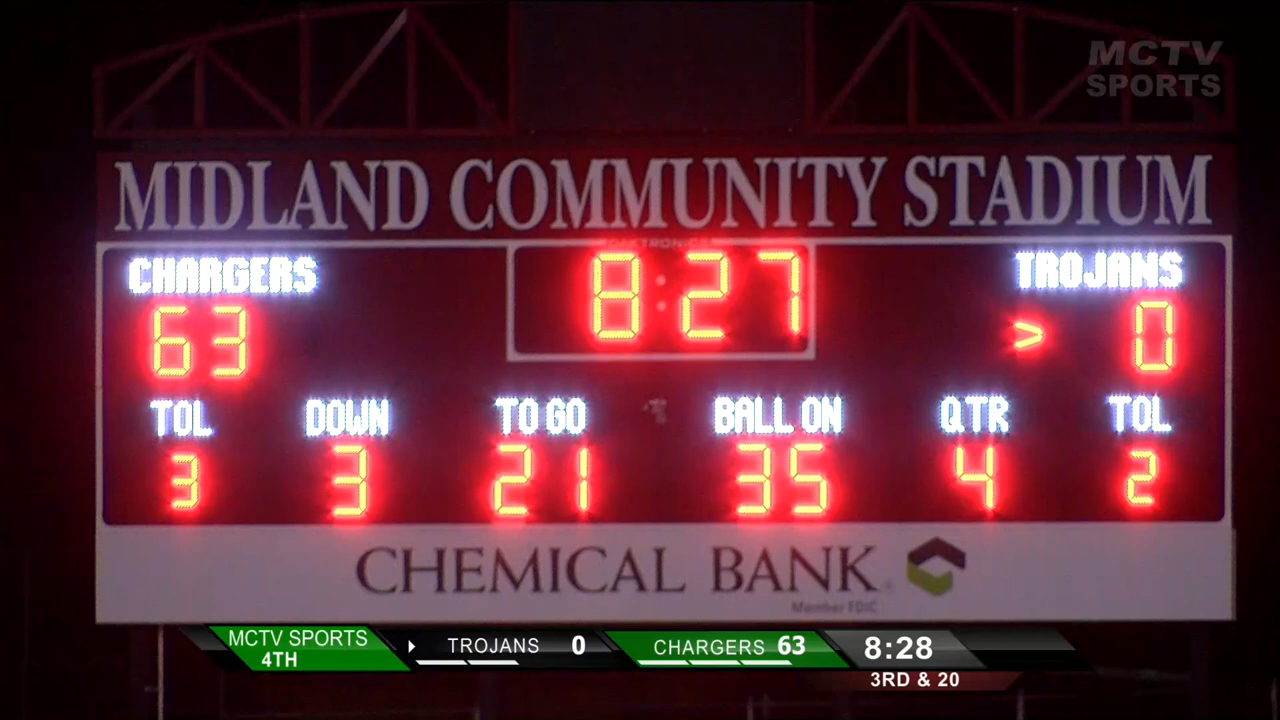 MCTV
SPORTS
MIDLAND COMMUNITY STADIUM
DAKTRONICS
CHARGERS 8:27 TROJANS
63 > 0
TOL DOWN TO GO BALL ON QTR TOL
3 3 21 35 4 2
CHEMICAL BANK
Member FDIC
MCTV SPORTS TROJANS 0 CHARGERS 63 8:28
4TH 3RD & 20